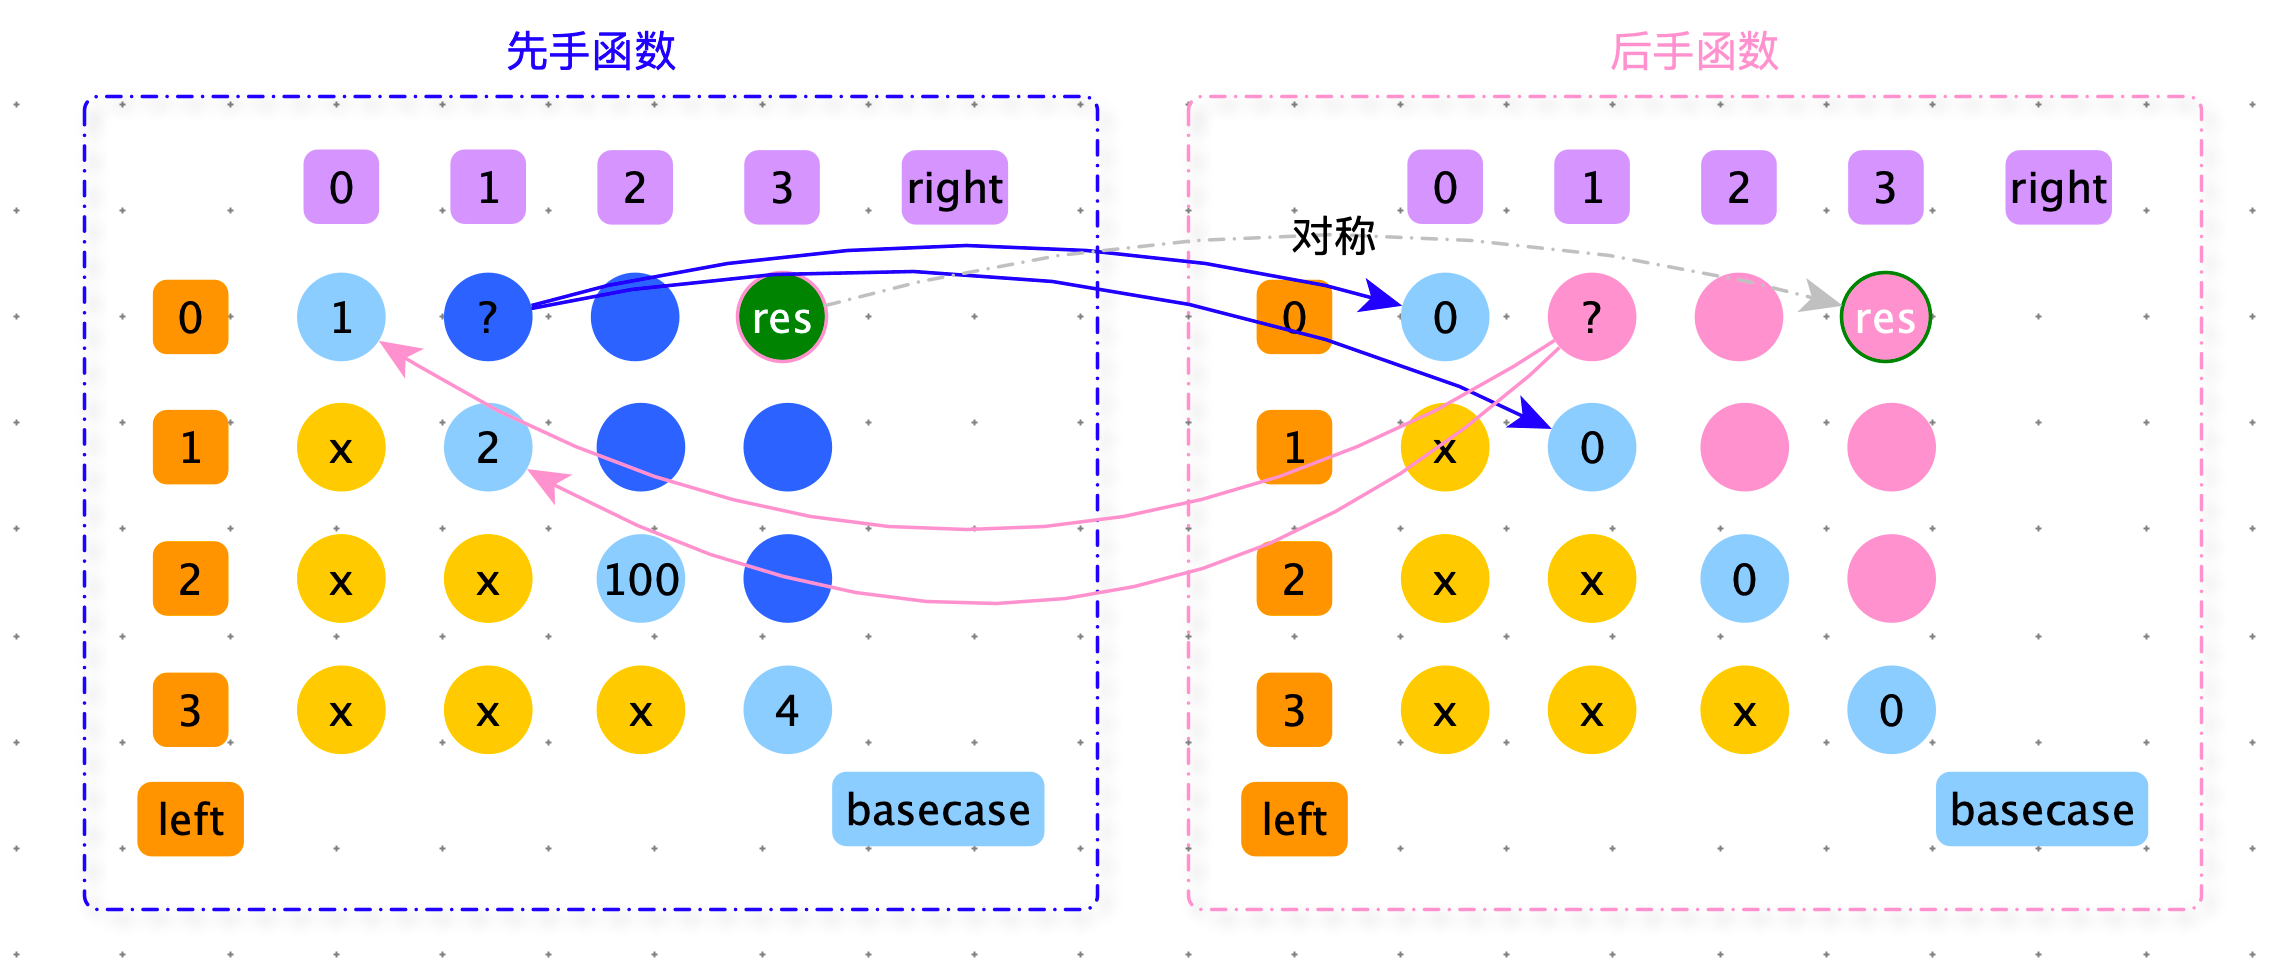 先手函数
后手函数
0 1 2 3 right
0 1 2 3 right
对称
0 1 ? res
0 0 ? res
1 x 2
1 x 0
2 x x 100
2 x x 0
3 x x x 4
3 x x x 0
left basecase
left basecase